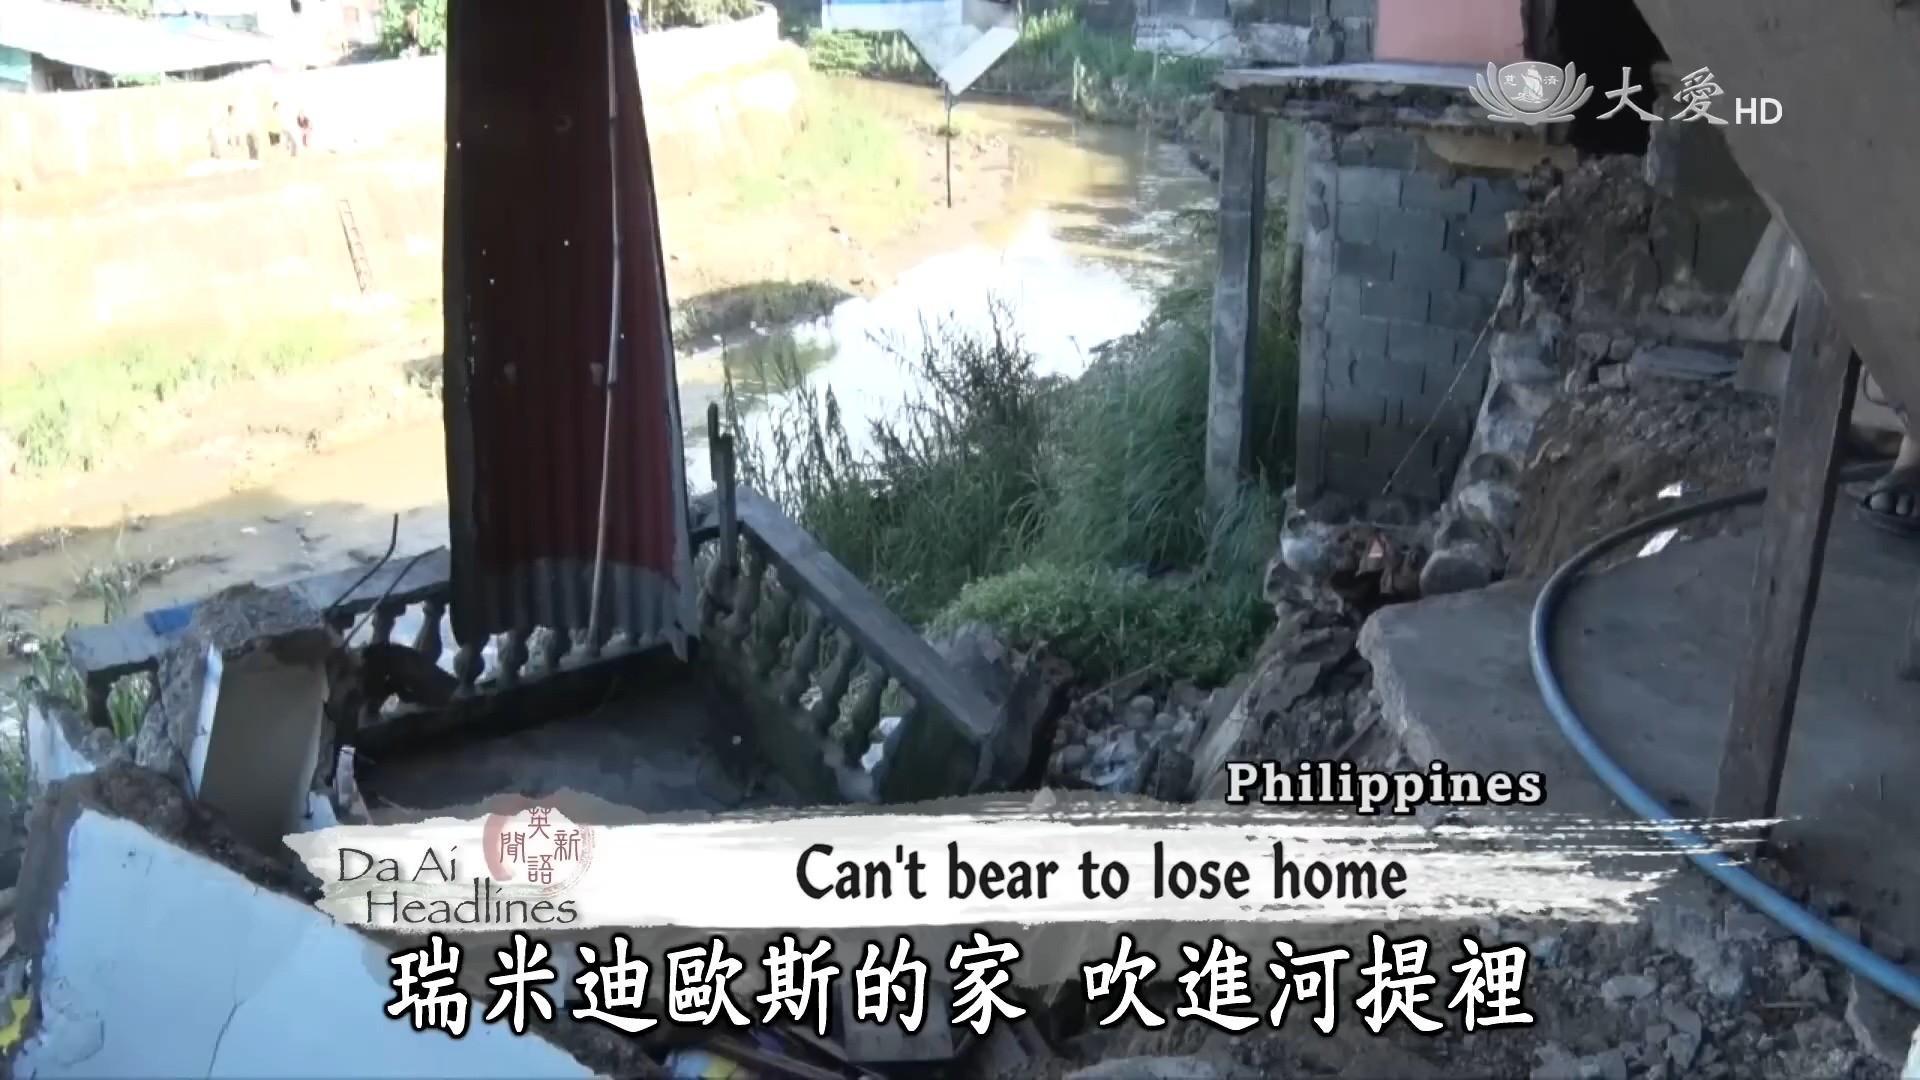 大愛HD
Philippines
英新聞語
Da Ai
Headlines
Can't bear to lose home
瑞米迪歐斯的家 吹進河提裡